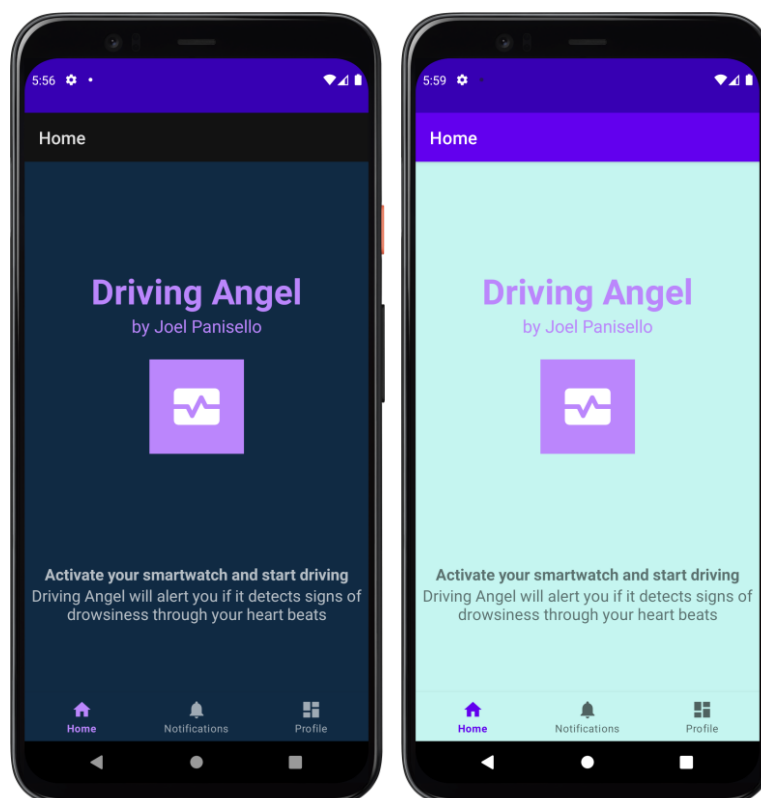 5:56
Home
Driving Angel
by Joel Panisello
Activate your smartwatch and start driving
Driving Angel will alert you if it detects signs of
drowsiness through your heart beats
Home Notifications Profile
5:59
Home
Driving Angel
by Joel Panisello
Activate your smartwatch and start driving
Driving Angel will alert you if it detects signs of
drowsiness through your heart beats
Home Notifications Profile